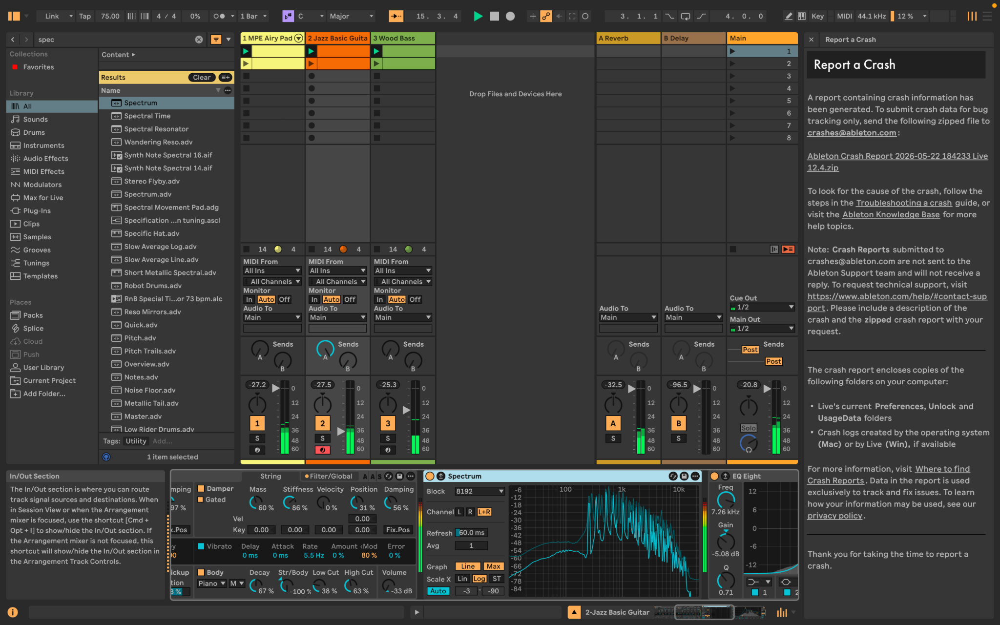 Link Tap 75.00 4 / 4 0% 1 Bar C Major 15. 3. 4 3. 1. 1 4. 0. 0 Key MIDI 44.1 kHz 12 %
spec
Collections
Favorites
Library
All
Sounds
Drums
Instruments
Audio Effects
MIDI Effects
Modulators
Max for Live
Plug-Ins
Clips
Samples
Grooves
Tunings
Templates
Places
Packs
Splice
Cloud
Push
User Library
Current Project
Add Folder...
Content
Results Clear
Name
Spectrum
Spectral Time
Spectral Resonator
Wandering Reso.adv
Synth Note Spectral 16.aif
Synth Note Spectral 14.aif
Stereo Flyby.adv
Spectrum.adv
Spectral Movement Pad.adg
Specification ...n tuning.ascl
Specific Hat.adv
Slow Average Log.adv
Slow Average Line.adv
Short Metallic Spectral.adv
Robot Drums.adv
RnB Special Ti...or 73 bpm.alc
Reso Mirrors.adv
Quick.adv
Pitch.adv
Pitch Trails.adv
Overview.adv
Notes.adv
Noise Floor.adv
Metallic Tail.adv
Master.adv
Low Rider Drums.adv
Tags: Utility Add...
1 item selected
1 MPE Airy Pad 2 Jazz Basic Guita 3 Wood Bass A Reverb B Delay Main
1
2
3
4
5
6
7
8
Drop Files and Devices Here
14 4 14 4 14 4
MIDI From MIDI From MIDI From
All Ins All Ins All Ins
All Channels All Channels All Channels
Monitor Monitor Monitor
In Auto Off In Auto Off In Auto Off
Audio To Audio To Audio To Audio To Audio To
Main Main Main Main Main
Cue Out
1/2
Main Out
1/2
Sends Sends Sends Sends Sends Sends
A A A A A Post
B B B B B Post
-27.2 0 -27.5 0 -25.3 0 -32.5 0 -96.5 0 -20.8 0
12 12 12 12 12 12
24 24 24 24 24 24
1 2 3 A B
36 36 36 36 36 Solo 36
S S S S S
48 48 48 48 48 48
60 60 60 60 60 60
Report a Crash
Report a Crash
A report containing crash information has
been generated. To submit crash data for bug
tracking only, send the following zipped file to
crashes@ableton.com:
Ableton Crash Report 2026-05-22 184233 Live
12.4.zip
To look for the cause of the crash, follow the
steps in the Troubleshooting a crash guide, or
visit the Ableton Knowledge Base for more
help topics.
Note: Crash Reports submitted to
crashes@ableton.com are not sent to the
Ableton Support team and will not receive a
reply. To request technical support, visit
https://www.ableton.com/help/#contact-sup
port. Please include a description of the
crash and the zipped crash report with your
request.
The crash report encloses copies of the
following folders on your computer:
▪ Live's current Preferences, Unlock and
UsageData folders
▪ Crash logs created by the operating system
(Mac) or by Live (Win), if available
For more information, visit Where to find
Crash Reports. Data in the report is used
exclusively to track and fix issues. To learn
how your information may be used, see our
privacy policy.
Thank you for taking the time to report a
crash.
In/Out Section
The In/Out section is where you can route
track signal sources and destinations. When
in Session View or when the Arrangement
mixer is focused, use the shortcut [Cmd +
Opt + I] to show/hide the In/Out section. If
the Arrangement mixer is not focused, this
shortcut will show/hide the In/Out section in
the Arrangement Track Controls.
String Filter/Global A A S
mping Damper Mass Stiffness Velocity Position Damping
Gated
97 % 60 % 86 % 0 % 31 % 56 %
Vel 0.00
x.Pos Key 0.00 0.00 0.00 0.00 Fix.Pos
Vibrato Delay Attack Rate Amount ‹Mod Error
0 ms 0 ms 5.5 Hz 0 % 80 % 0 %
ickup Body Decay Str/Body Low Cut High Cut Volume
tion Piano M
67 % -100 % 38 % 63 % -33 dB
Spectrum
Block 8192
Channel L R L+R
Refresh 60.0 ms
Avg 1
Graph Line Max
Scale X Lin Log ST
Auto -3 - -90
100 1k 10k
-6
-12
-18
-24
-30
-36
-42
-48
-54
-60
-66
-72
-78
-84
EQ Eight
Freq
7.26 kHz
Gain
-5.08 dB
Q
0.71
12
6
0
-6
-12
1 2
2-Jazz Basic Guitar